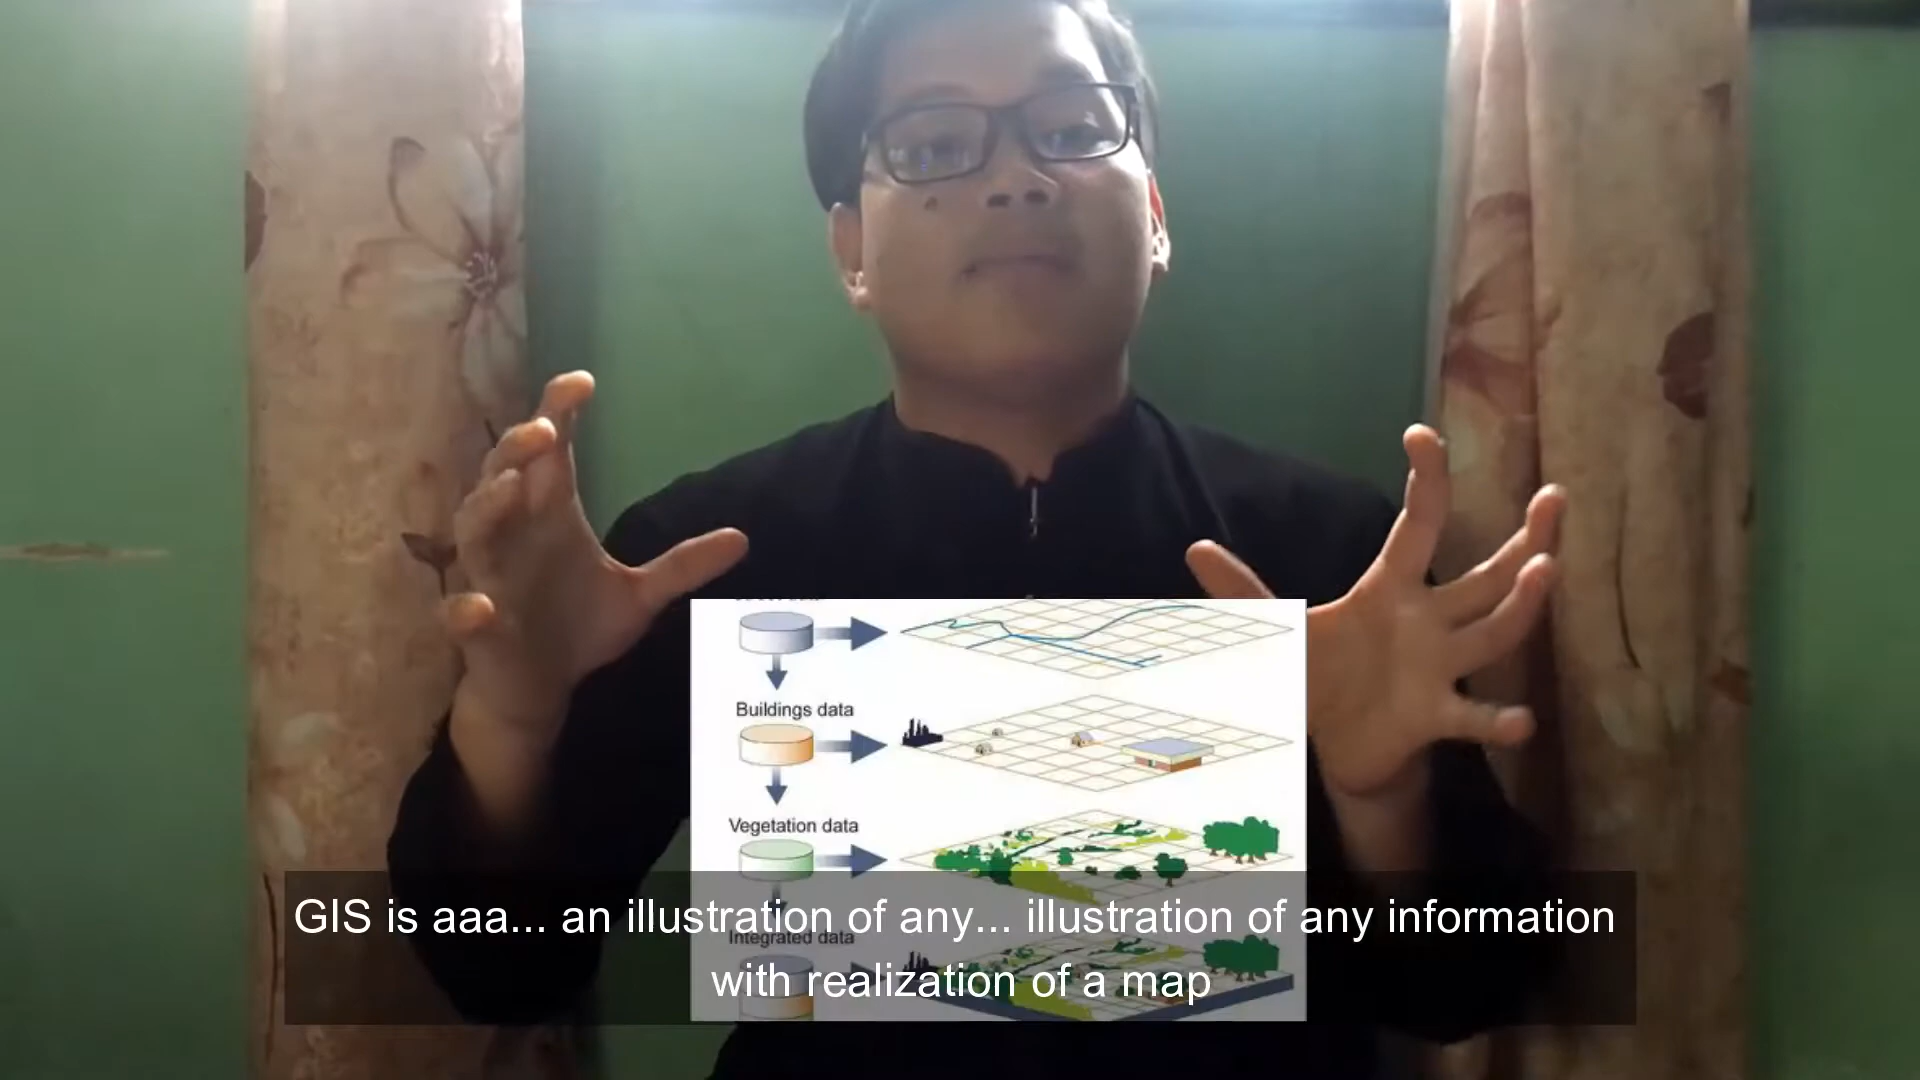 Buildings data
Vegetation data
Integrated data
GIS is aaa... an illustration of any... illustration of any information
with realization of a map